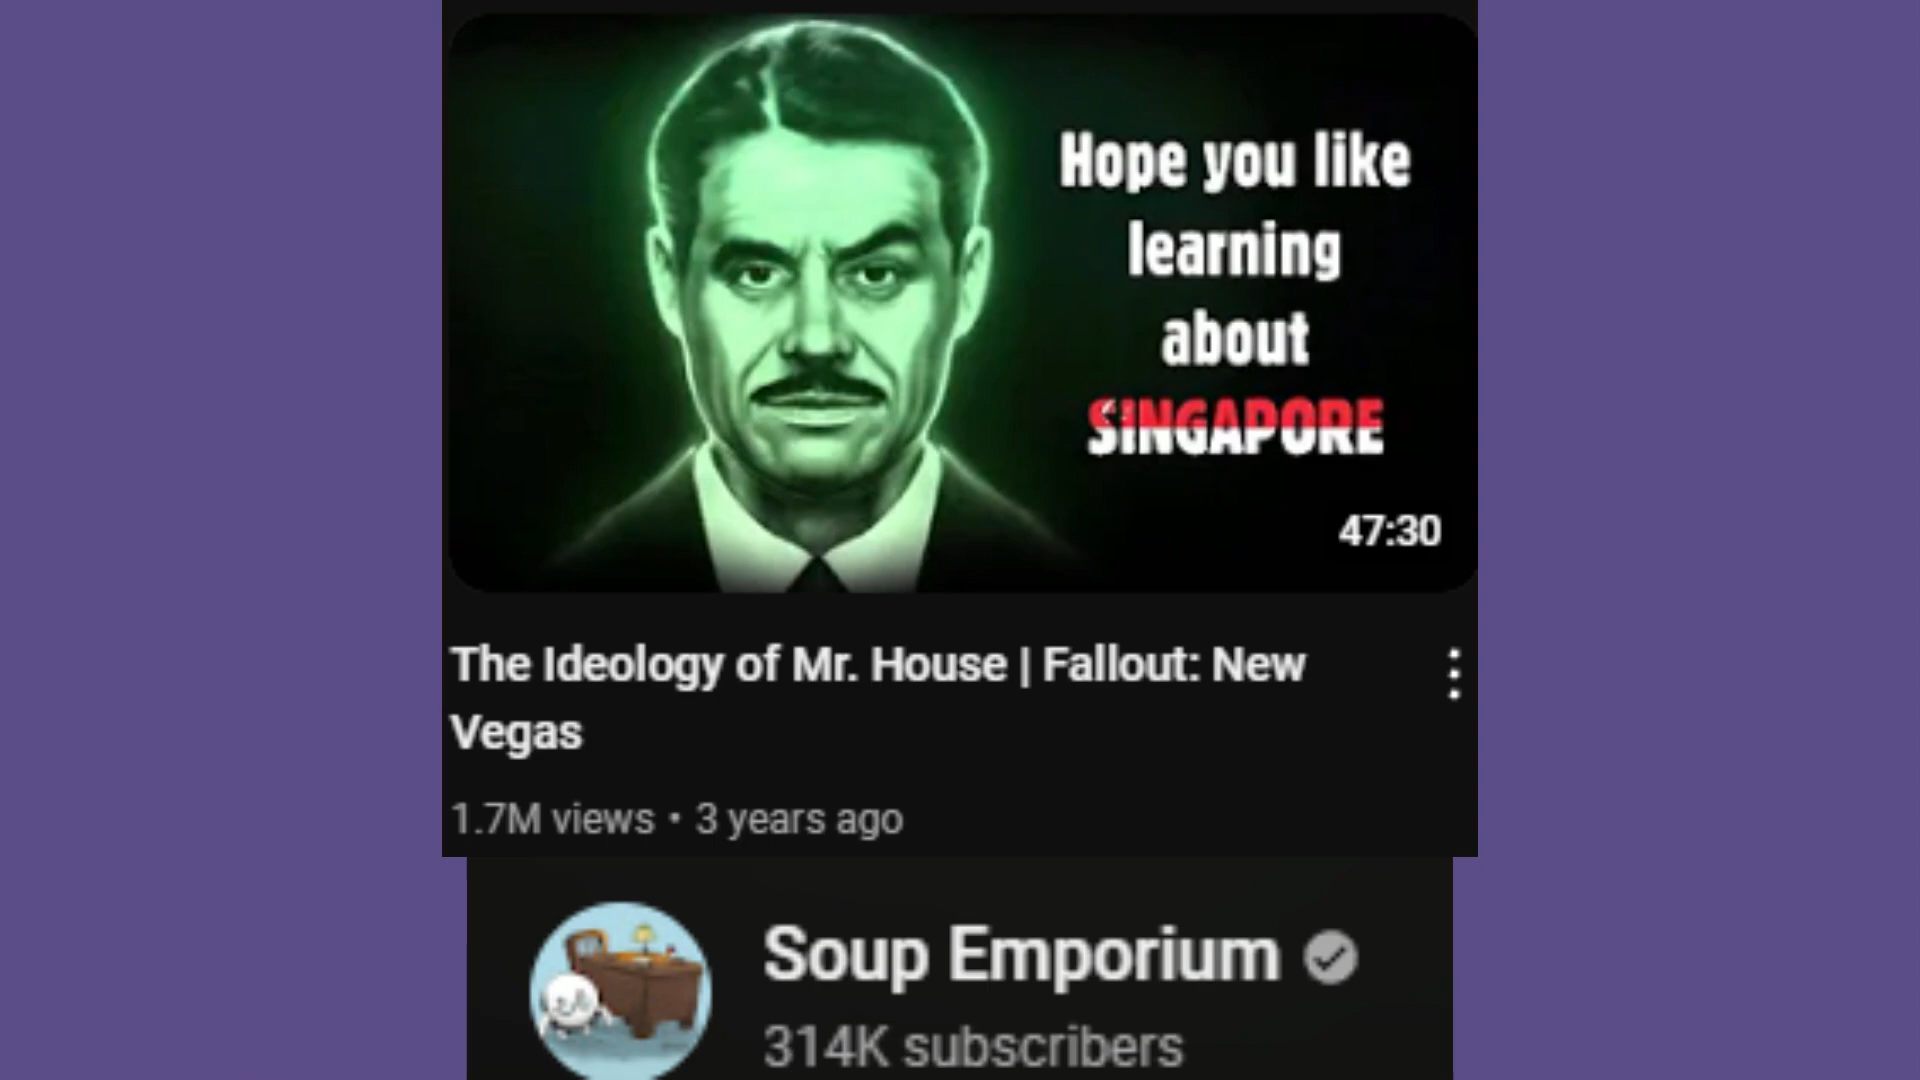 Hope you like
learning
about
SINGAPORE
47:30
The Ideology of Mr. House | Fallout: New
Vegas
1.7M views • 3 years ago
Soup Emporium
314K subscribers